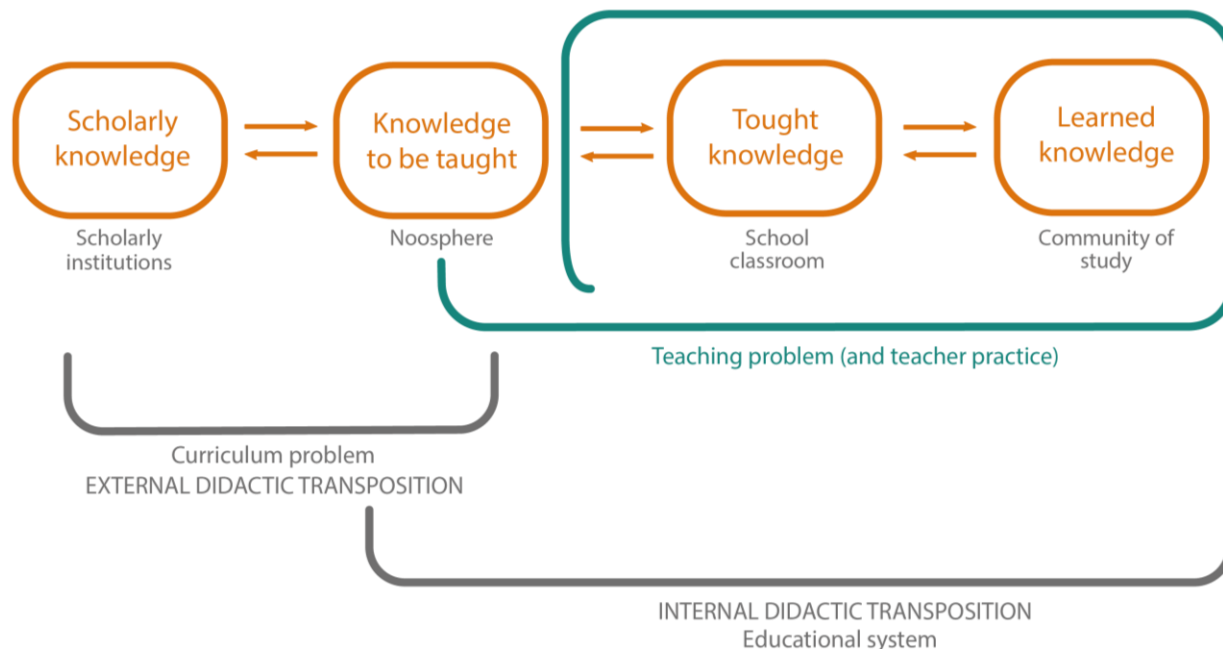 Scholarly
knowledge
Knowledge
to be taught
Tought
knowledge
Learned
knowledge
Scholarly
institutions
Noosphere
School
classroom
Community of
study
Teaching problem (and teacher practice)
Curriculum problem
EXTERNAL DIDACTIC TRANSPOSITION
INTERNAL DIDACTIC TRANSPOSITION
Educational system